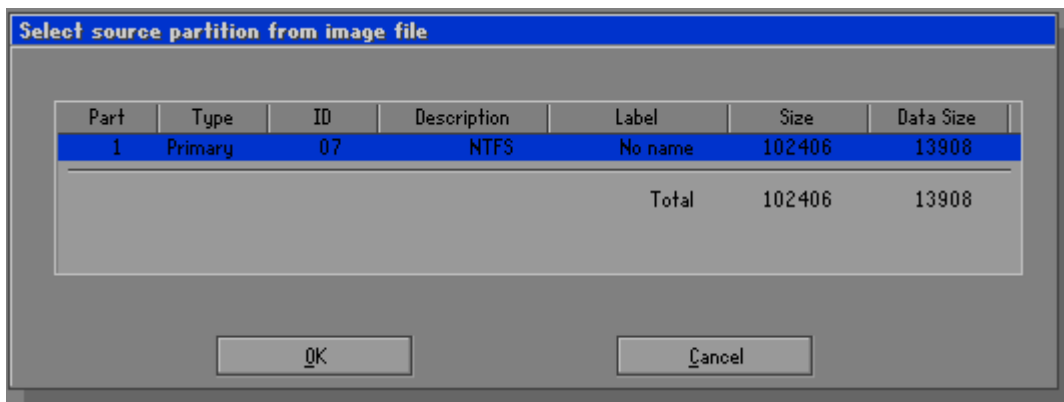 Select source partition from image file
Part Type ID Description Label Size Data Size
1 Primary 07 NTFS No name 102406 13908
Total 102406 13908
OK Cancel